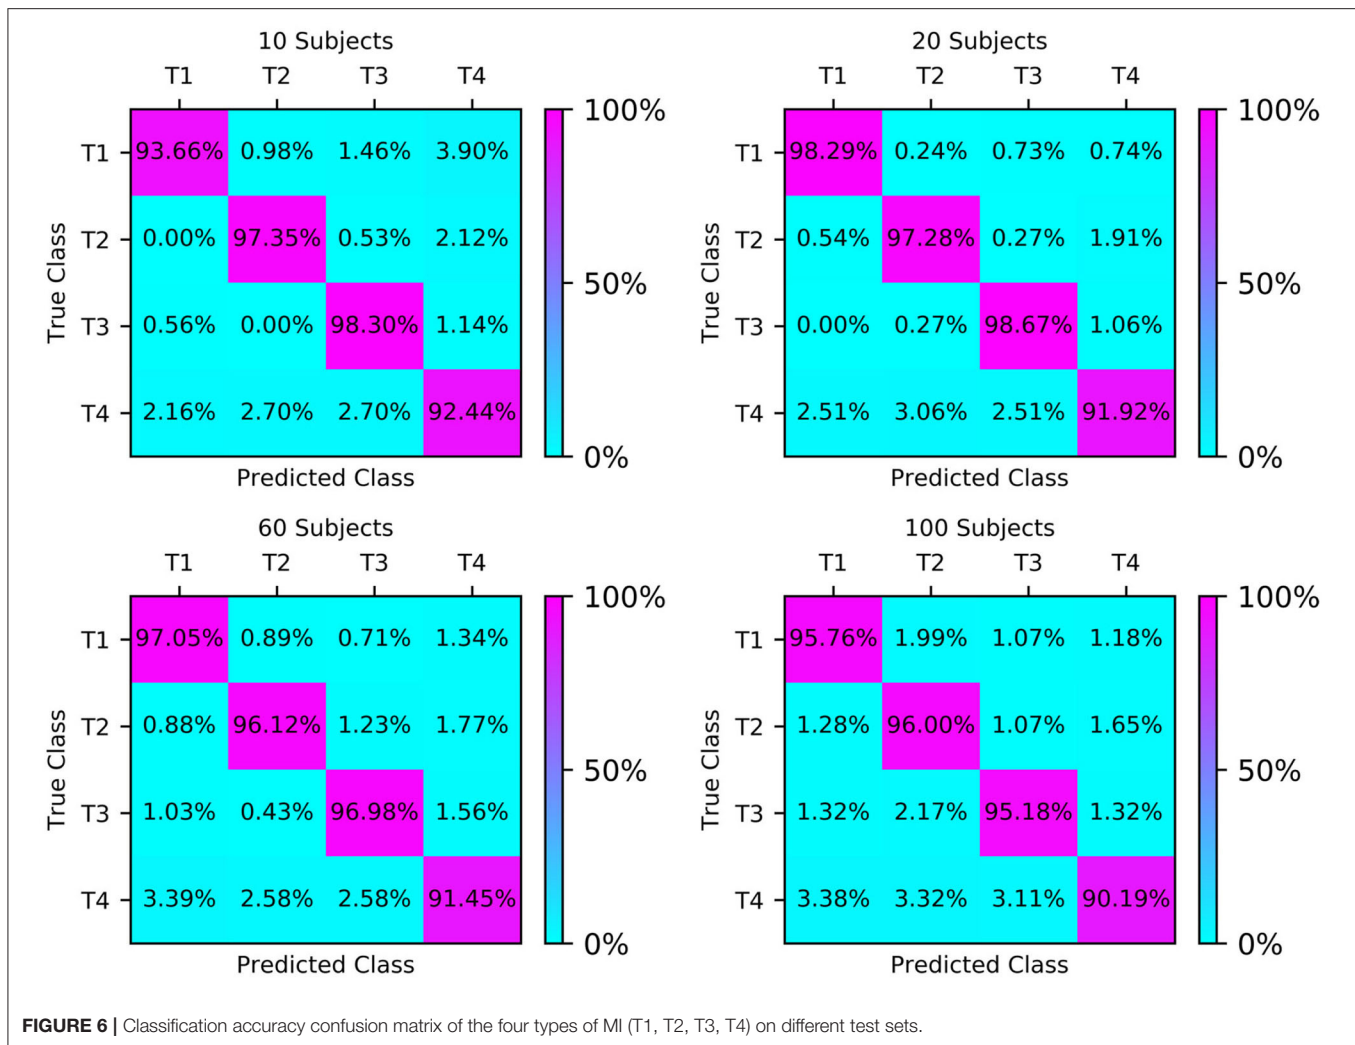 10 Subjects
T1 T2 T3 T4
100%
T1 93.66% 0.98% 1.46% 3.90%
T2 0.00% 97.35% 0.53% 2.12%
50%
True Class
T3 0.56% 0.00% 98.30% 1.14%
T4 2.16% 2.70% 2.70% 92.44%
0%
Predicted Class
20 Subjects
T1 T2 T3 T4
100%
T1 98.29% 0.24% 0.73% 0.74%
T2 0.54% 97.28% 0.27% 1.91%
50%
True Class
T3 0.00% 0.27% 98.67% 1.06%
T4 2.51% 3.06% 2.51% 91.92%
0%
Predicted Class
60 Subjects
T1 T2 T3 T4
100%
T1 97.05% 0.89% 0.71% 1.34%
T2 0.88% 96.12% 1.23% 1.77%
50%
True Class
T3 1.03% 0.43% 96.98% 1.56%
T4 3.39% 2.58% 2.58% 91.45%
0%
Predicted Class
100 Subjects
T1 T2 T3 T4
100%
T1 95.76% 1.99% 1.07% 1.18%
T2 1.28% 96.00% 1.07% 1.65%
50%
True Class
T3 1.32% 2.17% 95.18% 1.32%
T4 3.38% 3.32% 3.11% 90.19%
0%
Predicted Class
FIGURE 6 | Classification accuracy confusion matrix of the four types of MI (T1, T2, T3, T4) on different test sets.